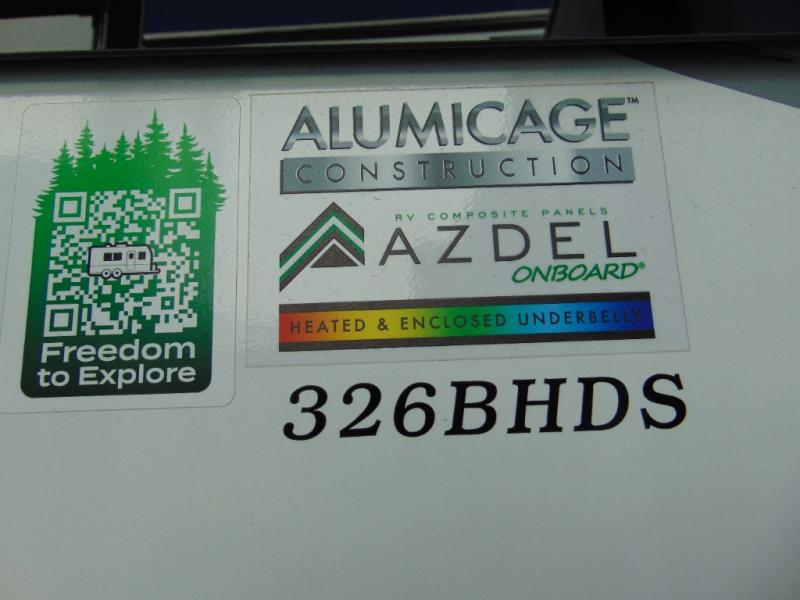 Freedom
to Explore
ALUMICAGE™
CONSTRUCTION
RV COMPOSITE PANELS
AZDEL
ONBOARD®
HEATED & ENCLOSED UNDERBELLY
326BHDS